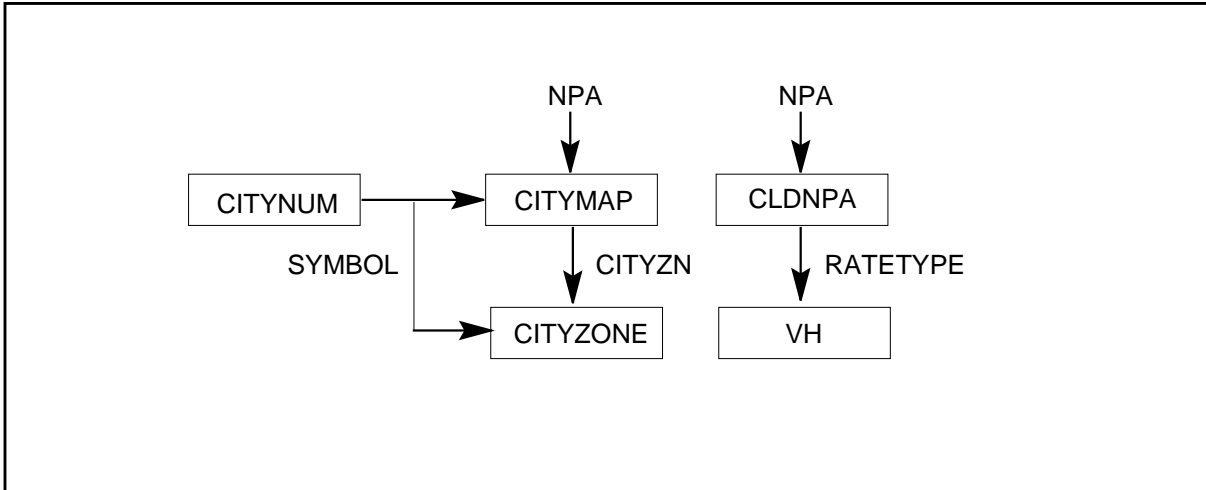 NPA
NPA
CITYNUM
CITYMAP
CLDNPA
SYMBOL
CITYZN
RATETYPE
CITYZONE
VH